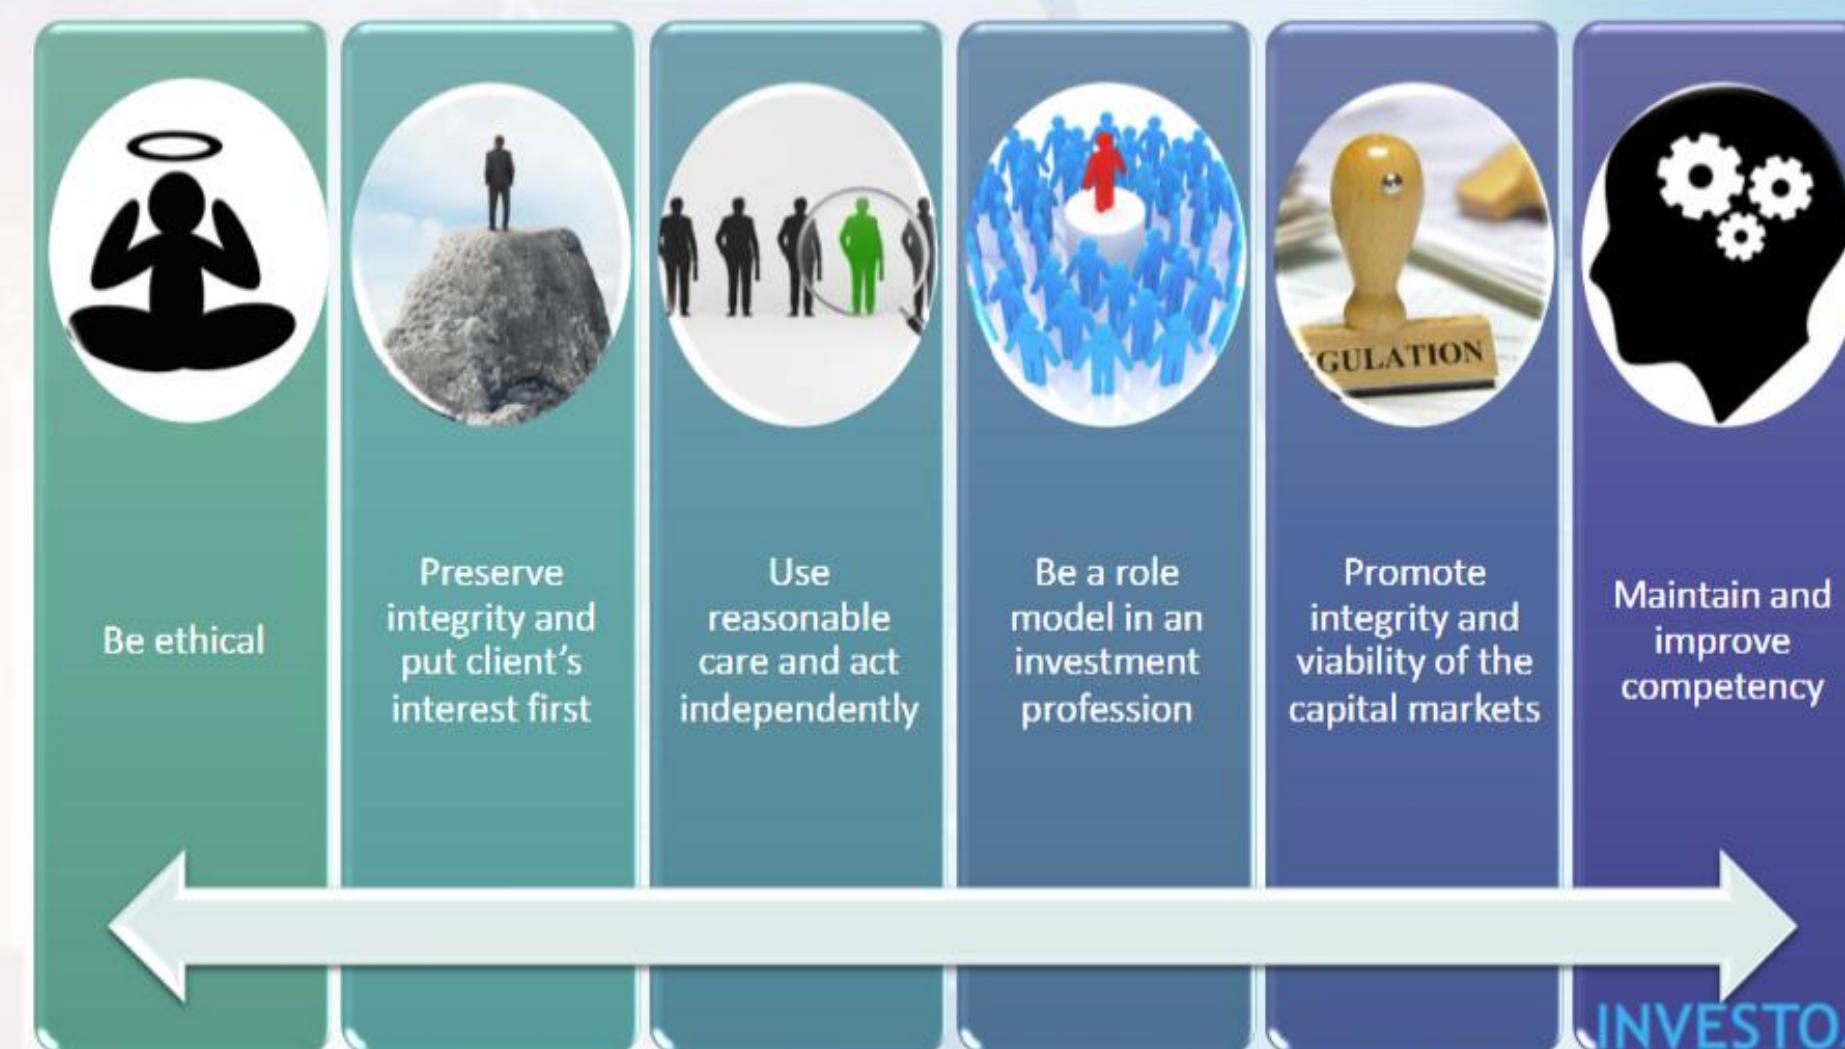 GULATION
Be ethical
Preserve
integrity and
put client's
interest first
Use
reasonable
care and act
independently
Be a role
model in an
investment
profession
Promote
integrity and
viability of the
capital markets
Maintain and
improve
competency
INVESTO